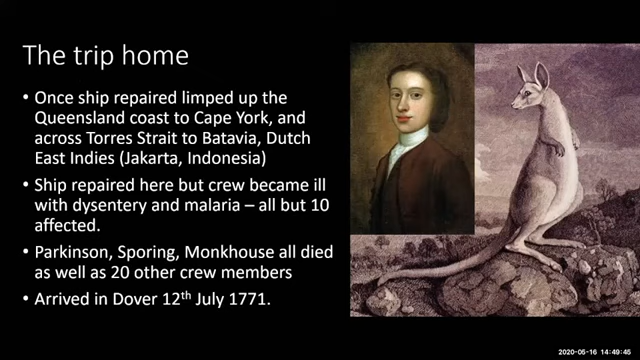 The trip home
• Once ship repaired limped up the
Queensland coast to Cape York, and
across Torres Strait to Batavia, Dutch
East Indies (Jakarta, Indonesia)
• Ship repaired here but crew became ill
with dysentery and malaria – all but 10
affected.
• Parkinson, Sporing, Monkhouse all died
as well as 20 other crew members
• Arrived in Dover 12th July 1771.
2020-05-16 14:49:45